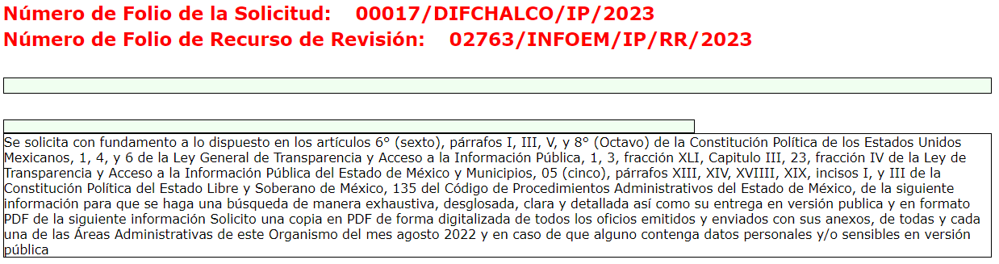 Número de Folio de la Solicitud: 00017/DIFCHALCO/IP/2023
Número de Folio de Recurso de Revisión: 02763/INFOEM/IP/RR/2023
Se solicita con fundamento a lo dispuesto en los artículos 6° (sexto), párrafos I, III, V, y 8° (Octavo) de la Constitución Política de los Estados Unidos
Mexicanos, 1, 4, y 6 de la Ley General de Transparencia y Acceso a la Información Pública, 1, 3, fracción XLI, Capitulo III, 23, fracción IV de la Ley de
Transparencia y Acceso a la Información Pública del Estado de México y Municipios, 05 (cinco), párrafos XIII, XIV, XVIIII, XIX, incisos I, y III de la
Constitución Política del Estado Libre y Soberano de México, 135 del Código de Procedimientos Administrativos del Estado de México, de la siguiente
información para que se haga una búsqueda de manera exhaustiva, desglosada, clara y detallada así como su entrega en versión publica y en formato
PDF de la siguiente información Solicito una copia en PDF de forma digitalizada de todos los oficios emitidos y enviados con sus anexos, de todas y cada
una de las Áreas Administrativas de este Organismo del mes agosto 2022 y en caso de que alguno contenga datos personales y/o sensibles en versión
pública